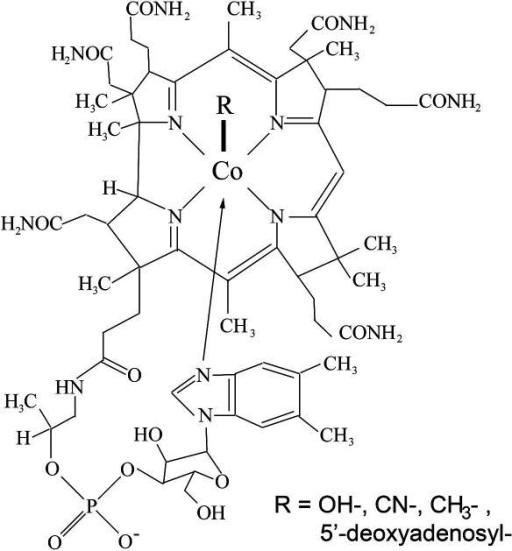 CONH₂ CH₃ CONH₂
H₂NOC CH₃
H₃C R CONH₂
H₃C N N
Co
H
H₂NOC N N
CH₃
H₃C CH₃
CH₃ CONH₂
O N CH₃
HN
H₃C N CH₃
H HO
O O O
P OH R = OH-, CN-, CH₃- ,
O O⁻ 5'-deoxyadenosyl-